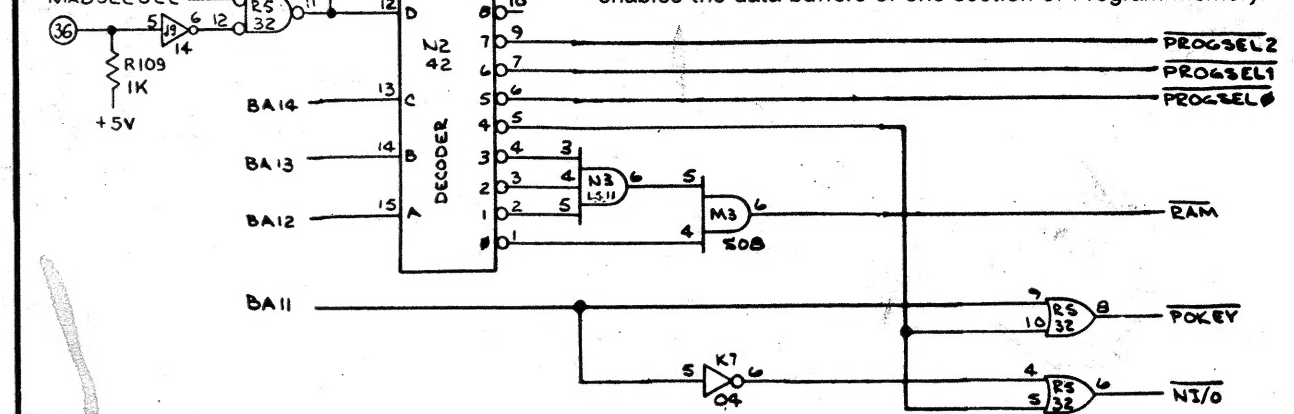 enables the data buffers of one section of Program Memory.
36
5
J9
6
14
12
R5
32
11
12
D
8
10
R109
1K
+5V
N2
42
DECODER
7
9
PROGSEL2
6
7
PROGSEL1
5
6
PROGSELØ
BA14
13
C
4
5
BA13
14
B
3
4
3
2
3
4
N3
LS11
6
5
BA12
15
A
1
2
5
M3
6
S08
RAM
Ø
1
4
BA11
9
10
R5
32
8
POKEY
5
K7
6
04
4
5
R5
32
6
NI/O